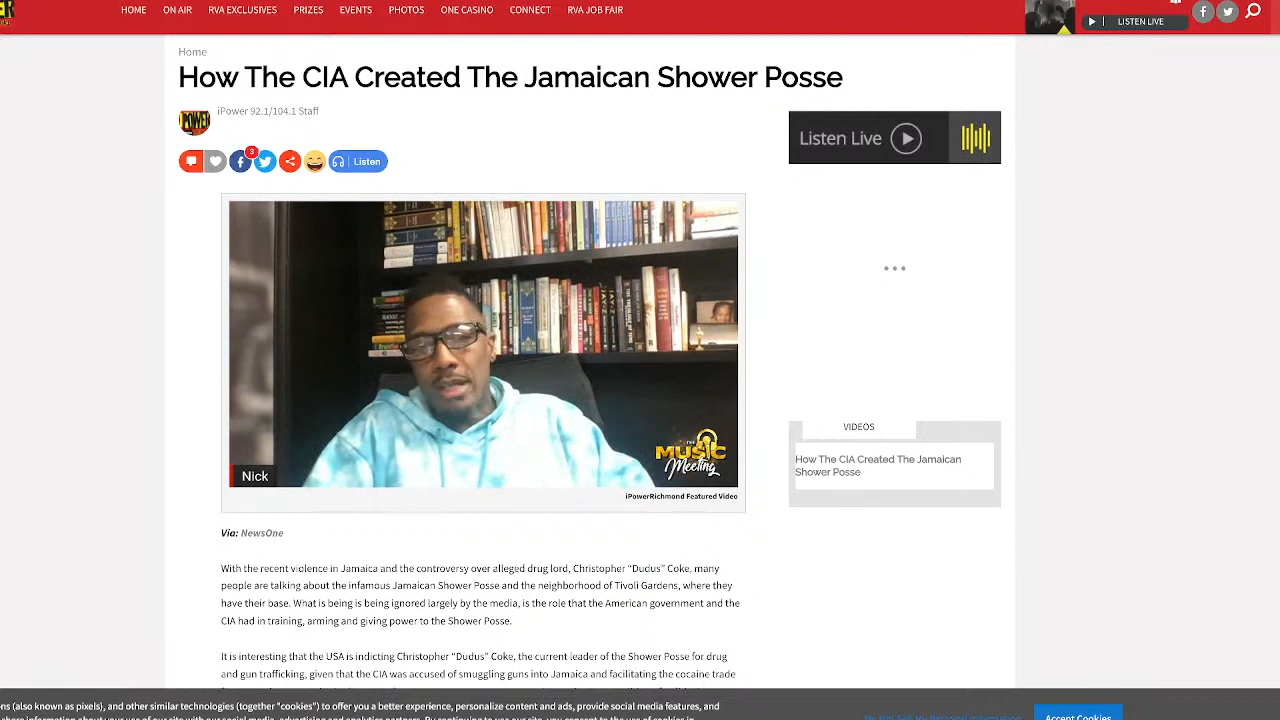 HOME ON AIR RVA EXCLUSIVES PRIZES EVENTS PHOTOS ONE CASINO CONNECT RVA JOB FAIR
LISTEN LIVE
Home
How The CIA Created The Jamaican Shower Posse
POWER
iPower 92.1/104.1 Staff
3
Listen
Listen Live
THE
MUSIC
Meeting
Nick
iPowerRichmond Featured Video
VIDEOS
How The CIA Created The Jamaican
Shower Posse
Via: NewsOne
With the recent violence in Jamaica and the controversy over alleged drug lord, Christopher “Dudus” Coke, many
people are talking about the infamous Jamaican Shower Posse and the neighborhood of Tivoli Gardens, where they
have their base. What is being is being ignored largely by the media, is the role that the American government and the
CIA had in training, arming and giving power to the Shower Posse.
It is interesting that the USA is indicting Christopher “Dudus” Coke, the current leader of the Shower Posse for drug
and gun trafficking, given that the CIA was accused of smuggling guns into Jamaica and facilitating the cocaine trade
(also known as pixels), and other similar technologies (together "cookies") to offer you a better experience, personalize content and ads, provide social media features, and
Do Not Sell My Personal Information
Accept Cookies